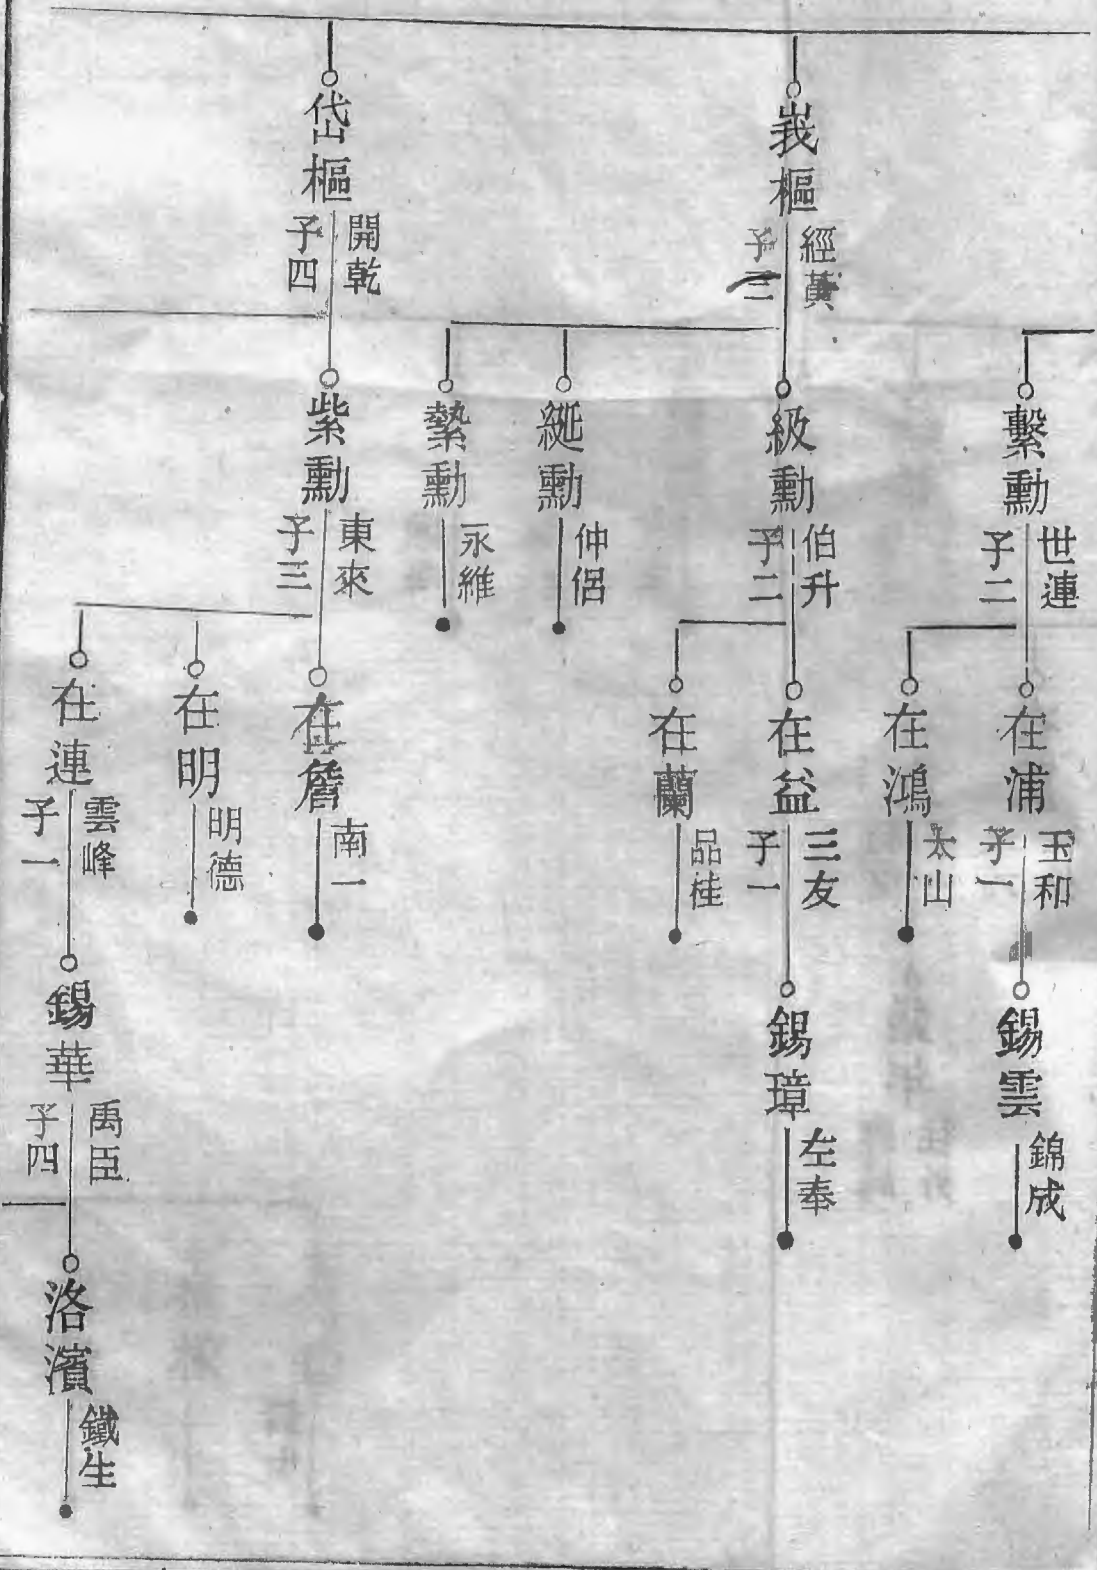 峩樞
經黃
子三
岱樞
開乾
子四
繫勳
世連
子二
級勳
伯升
子二
綖勳
仲侶
勳
永維
紫勳
東來
子三
在浦
玉和
子一
在鴻
太山
在益
三友
子一
在蘭
品桂
在詹
南一
在明
明德
在連
雲峰
子一
錫雲
錦成
錫璋
左奉
錫華
禹臣
子四
洛濱
鐵生